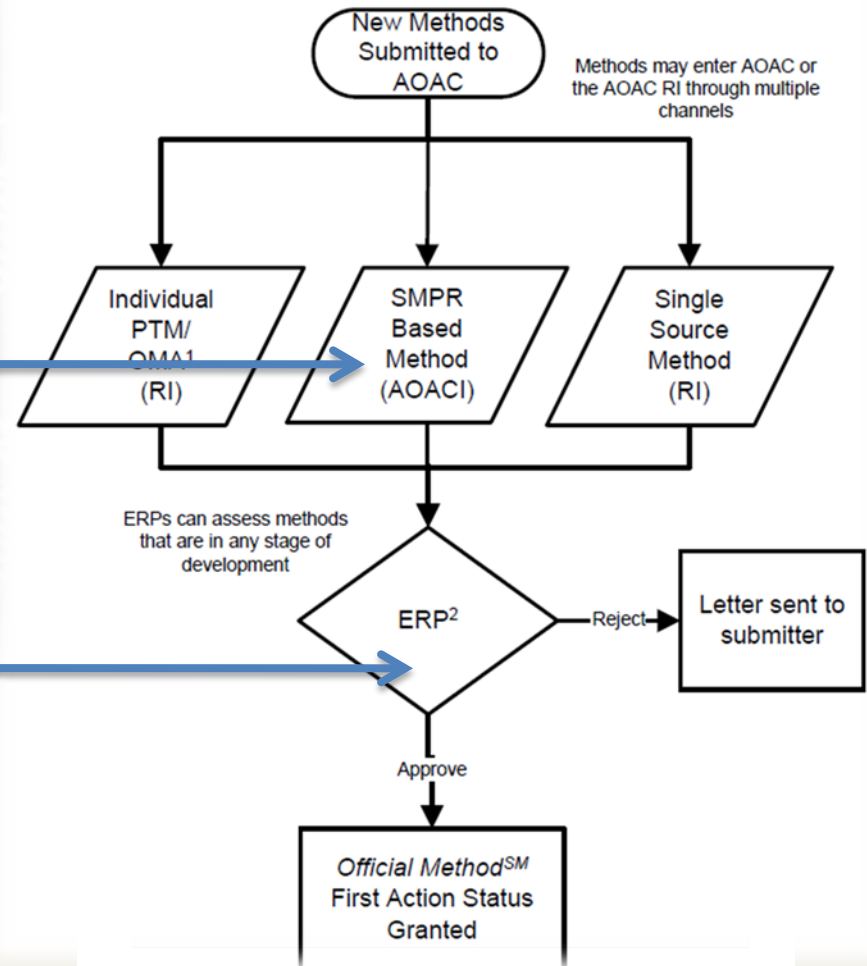 New Methods
Submitted to
AOAC
Methods may enter AOAC or
the AOAC RI through multiple
channels
Individual
PTM/
OMA¹
(RI)
SMPR
Based
Method
(AOACI)
Single
Source
Method
(RI)
ERPs can assess methods
that are in any stage of
development
ERP²
Reject
Letter sent to
submitter
Approve
Official Method℠
First Action Status
Granted